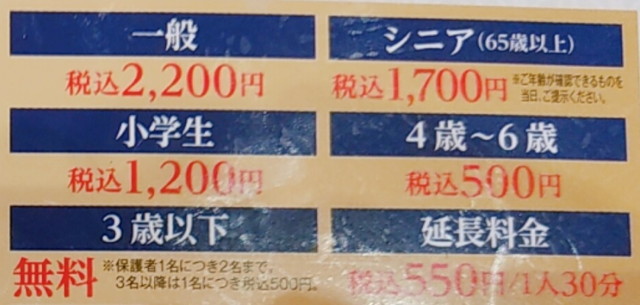 一般
税込2,200円
シニア(65歳以上)
税込1,700円
※ご年齢が確認できるものを
当日、ご提示ください。
小学生
税込1,200円
4歳～6歳
税込500円
3歳以下
無料
※保護者1名につき2名まで。
3名以降は1名につき税込500円。
延長料金
税込550円/1人30分